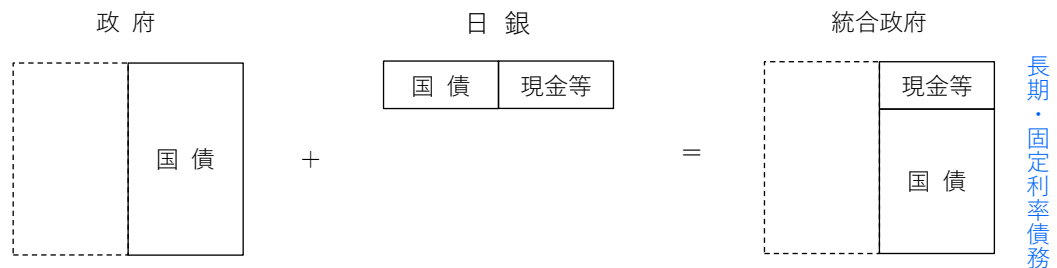 政 府
日 銀
統合政府
国 債
+
国 債
現金等
=
現金等
国 債
長期・固定利率債務